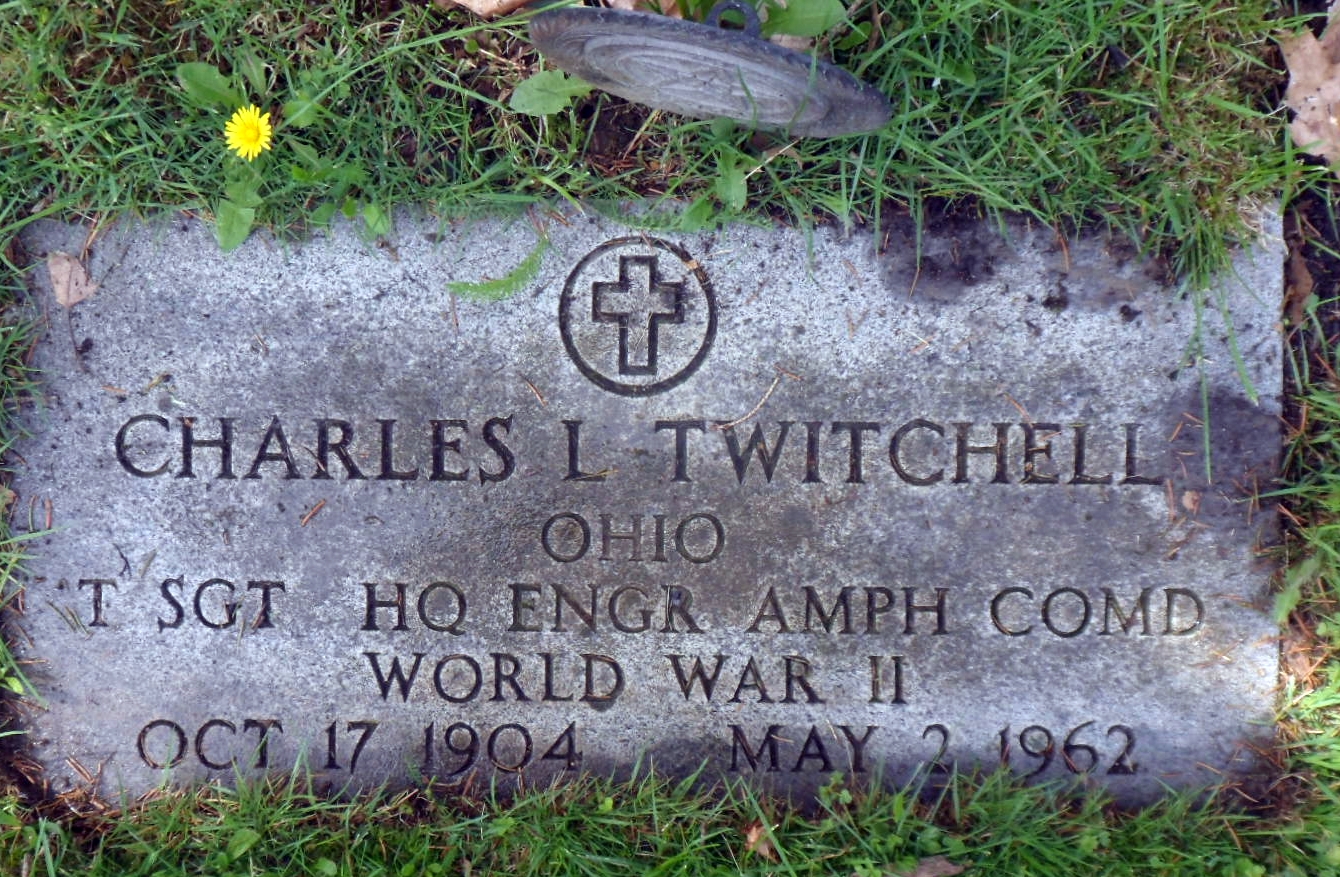 CHARLES L TWITCHELL
OHIO
T SGT HQ ENGR AMPH COMD
WORLD WAR II
OCT 17 1904 MAY 2 1962